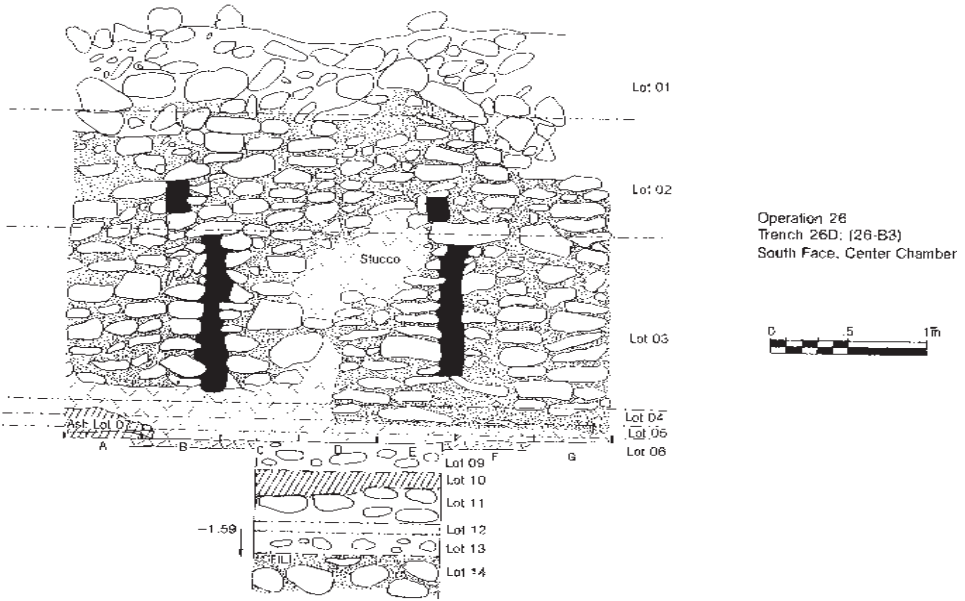 Lot 01
Lot 02
Operation 26
Trench 26D; (26-B3)
South Face, Center Chamber
Stucco
0 .5 1m
Lot 03
Lot 04
Ash Lot 07
Lot 05
A B C D E F G
Lot 06
Lot 09
Lot 10
Lot 11
−1.59
Lot 12
Lot 13
Lot 14